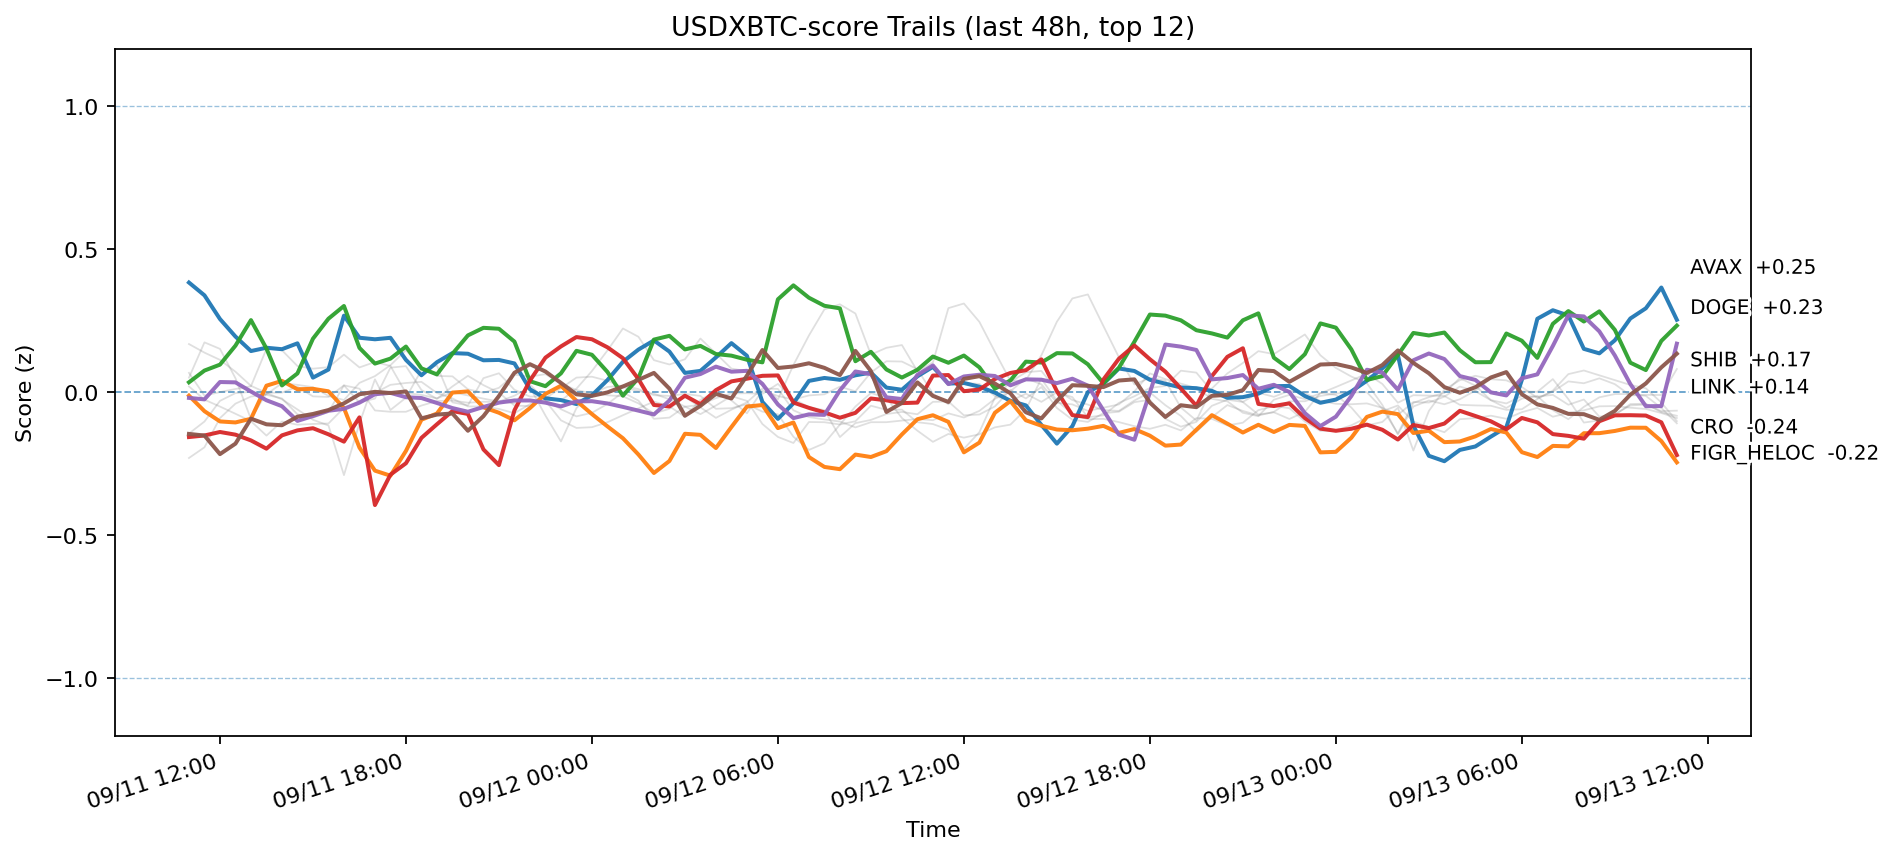 USDXBTC-score Trails (last 48h, top 12)
Score (z)
1.0
0.5
0.0
−0.5
−1.0
AVAX +0.25
DOGE +0.23
SHIB +0.17
LINK +0.14
CRO -0.24
FIGR_HELOC -0.22
09/11 12:00
09/11 18:00
09/12 00:00
09/12 06:00
09/12 12:00
09/12 18:00
09/13 00:00
09/13 06:00
09/13 12:00
Time